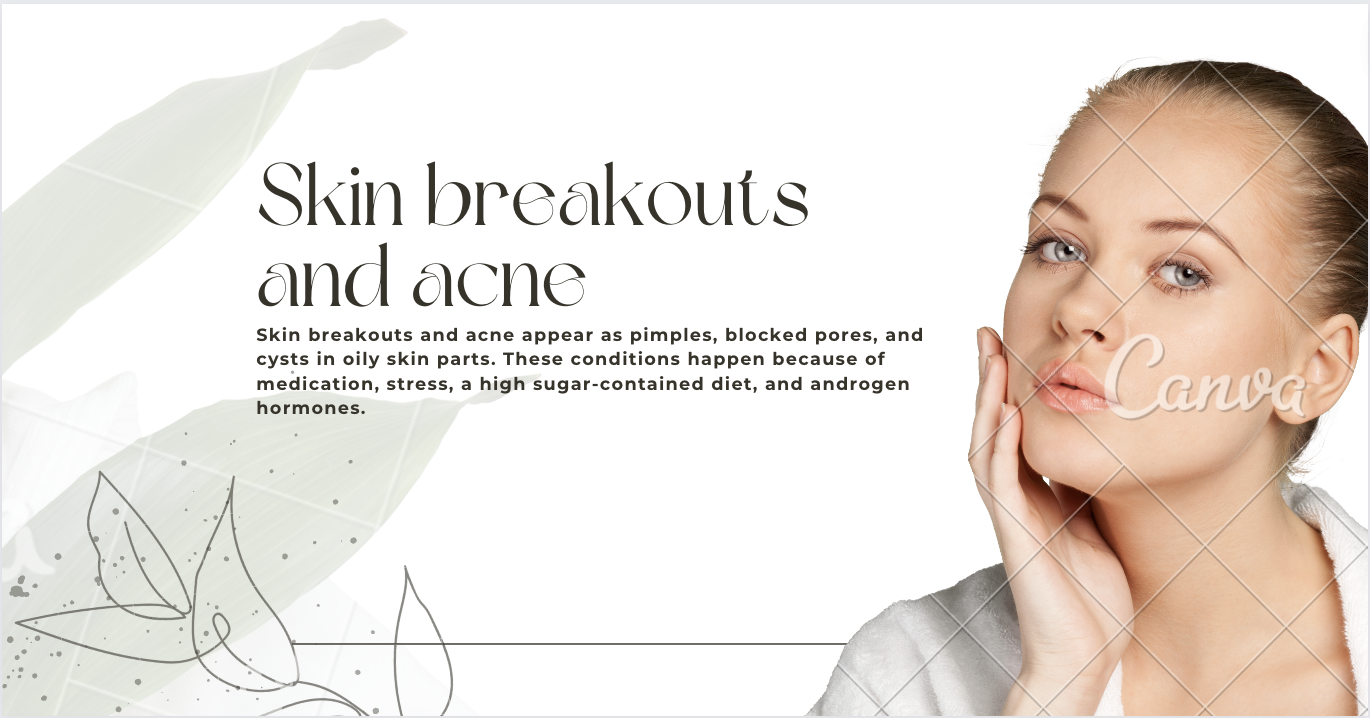 Skin breakouts
and acne
Skin breakouts and acne appear as pimples, blocked pores, and
cysts in oily skin parts. These conditions happen because of
medication, stress, a high sugar-contained diet, and androgen
hormones.
Canva